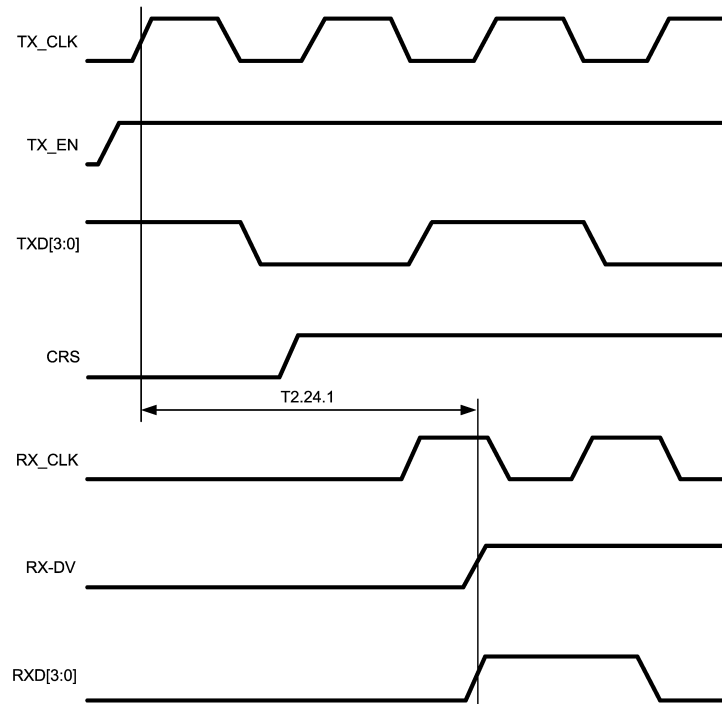 TX_CLK
TX_EN
TXD[3:0]
CRS
T2.24.1
RX_CLK
RX-DV
RXD[3:0]